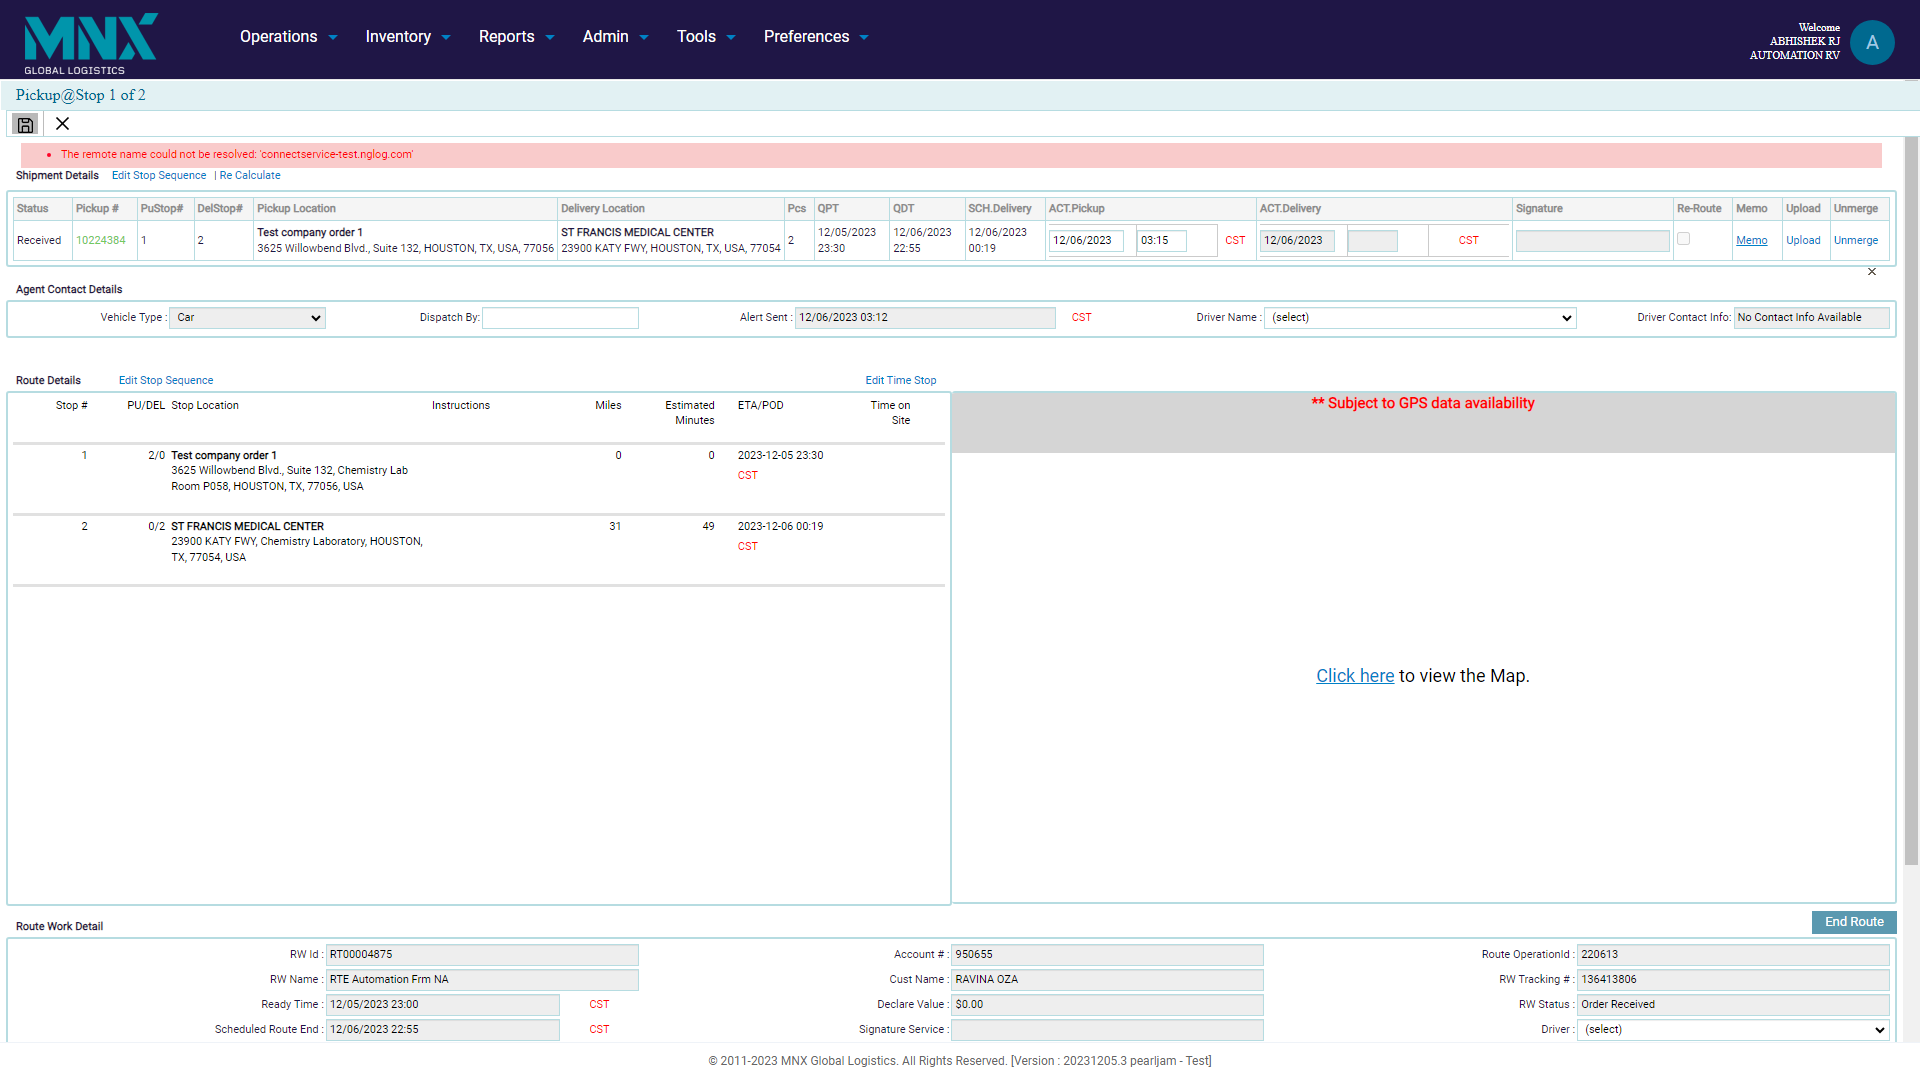 MNX
GLOBAL LOGISTICS
Operations Inventory Reports Admin Tools Preferences
Welcome
ABHISHEK RJ
AUTOMATION RV
A
Pickup@Stop 1 of 2
The remote name could not be resolved: 'connectservice-test.nglog.com'
Shipment Details Edit Stop Sequence | Re Calculate
Status Pickup # PuStop# DelStop# Pickup Location Delivery Location Pcs QPT QDT SCH.Delivery ACT.Pickup ACT.Delivery Signature Re-Route Memo Upload Unmerge
Received 10224384 1 2 Test company order 1 3625 Willowbend Blvd., Suite 132, HOUSTON, TX, USA, 77056 ST FRANCIS MEDICAL CENTER 23900 KATY FWY, HOUSTON, TX, USA, 77054 2 12/05/2023 23:30 12/06/2023 22:55 12/06/2023 00:19 12/06/2023 03:15 CST 12/06/2023 CST Memo Upload Unmerge
Agent Contact Details
Vehicle Type : Car Dispatch By: Alert Sent : 12/06/2023 03:12 CST Driver Name : (select) Driver Contact Info: No Contact Info Available
Route Details Edit Stop Sequence Edit Time Stop
Stop # PU/DEL Stop Location Instructions Miles Estimated Minutes ETA/POD Time on Site
1 2/0 Test company order 1 0 0 2023-12-05 23:30
3625 Willowbend Blvd., Suite 132, Chemistry Lab
CST
Room P058, HOUSTON, TX, 77056, USA
2 0/2 ST FRANCIS MEDICAL CENTER 31 49 2023-12-06 00:19
23900 KATY FWY, Chemistry Laboratory, HOUSTON,
CST
TX, 77054, USA
** Subject to GPS data availability
Click here to view the Map.
Route Work Detail
End Route
RW Id : RT00004875 Account # : 950655 Route OperationId : 220613
RW Name : RTE Automation Frm NA Cust Name : RAVINA OZA RW Tracking # : 136413806
Ready Time : 12/05/2023 23:00 CST Declare Value : $0.00 RW Status : Order Received
Scheduled Route End : 12/06/2023 22:55 CST Signature Service : Driver : (select)
© 2011-2023 MNX Global Logistics. All Rights Reserved. [Version : 20231205.3 pearljam - Test]